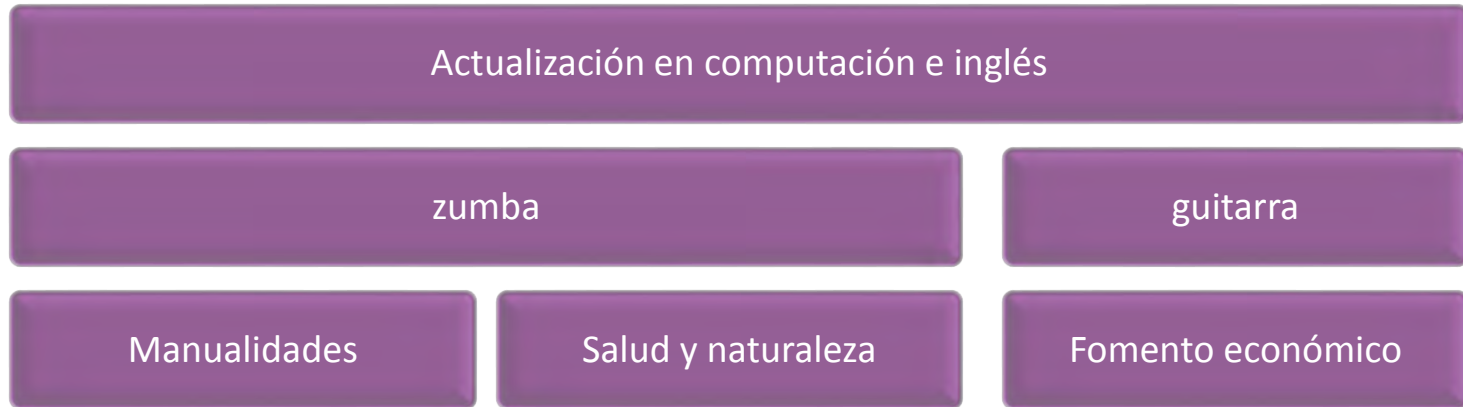 Actualización en computación e inglés
zumba
guitarra
Manualidades
Salud y naturaleza
Fomento económico